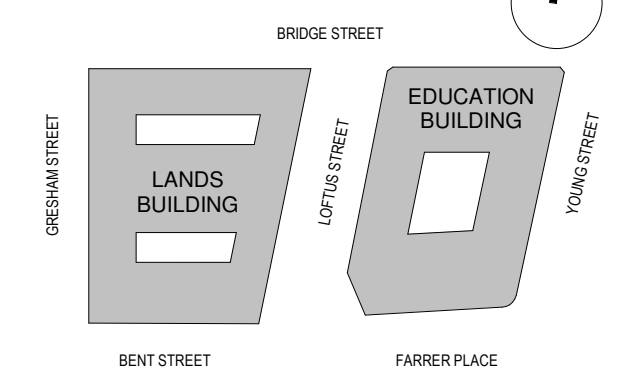 BRIDGE STREET
EDUCATION
BUILDING
GRESHAM STREET
LOFTUS STREET
YOUNG STREET
LANDS
BUILDING
BENT STREET
FARRER PLACE